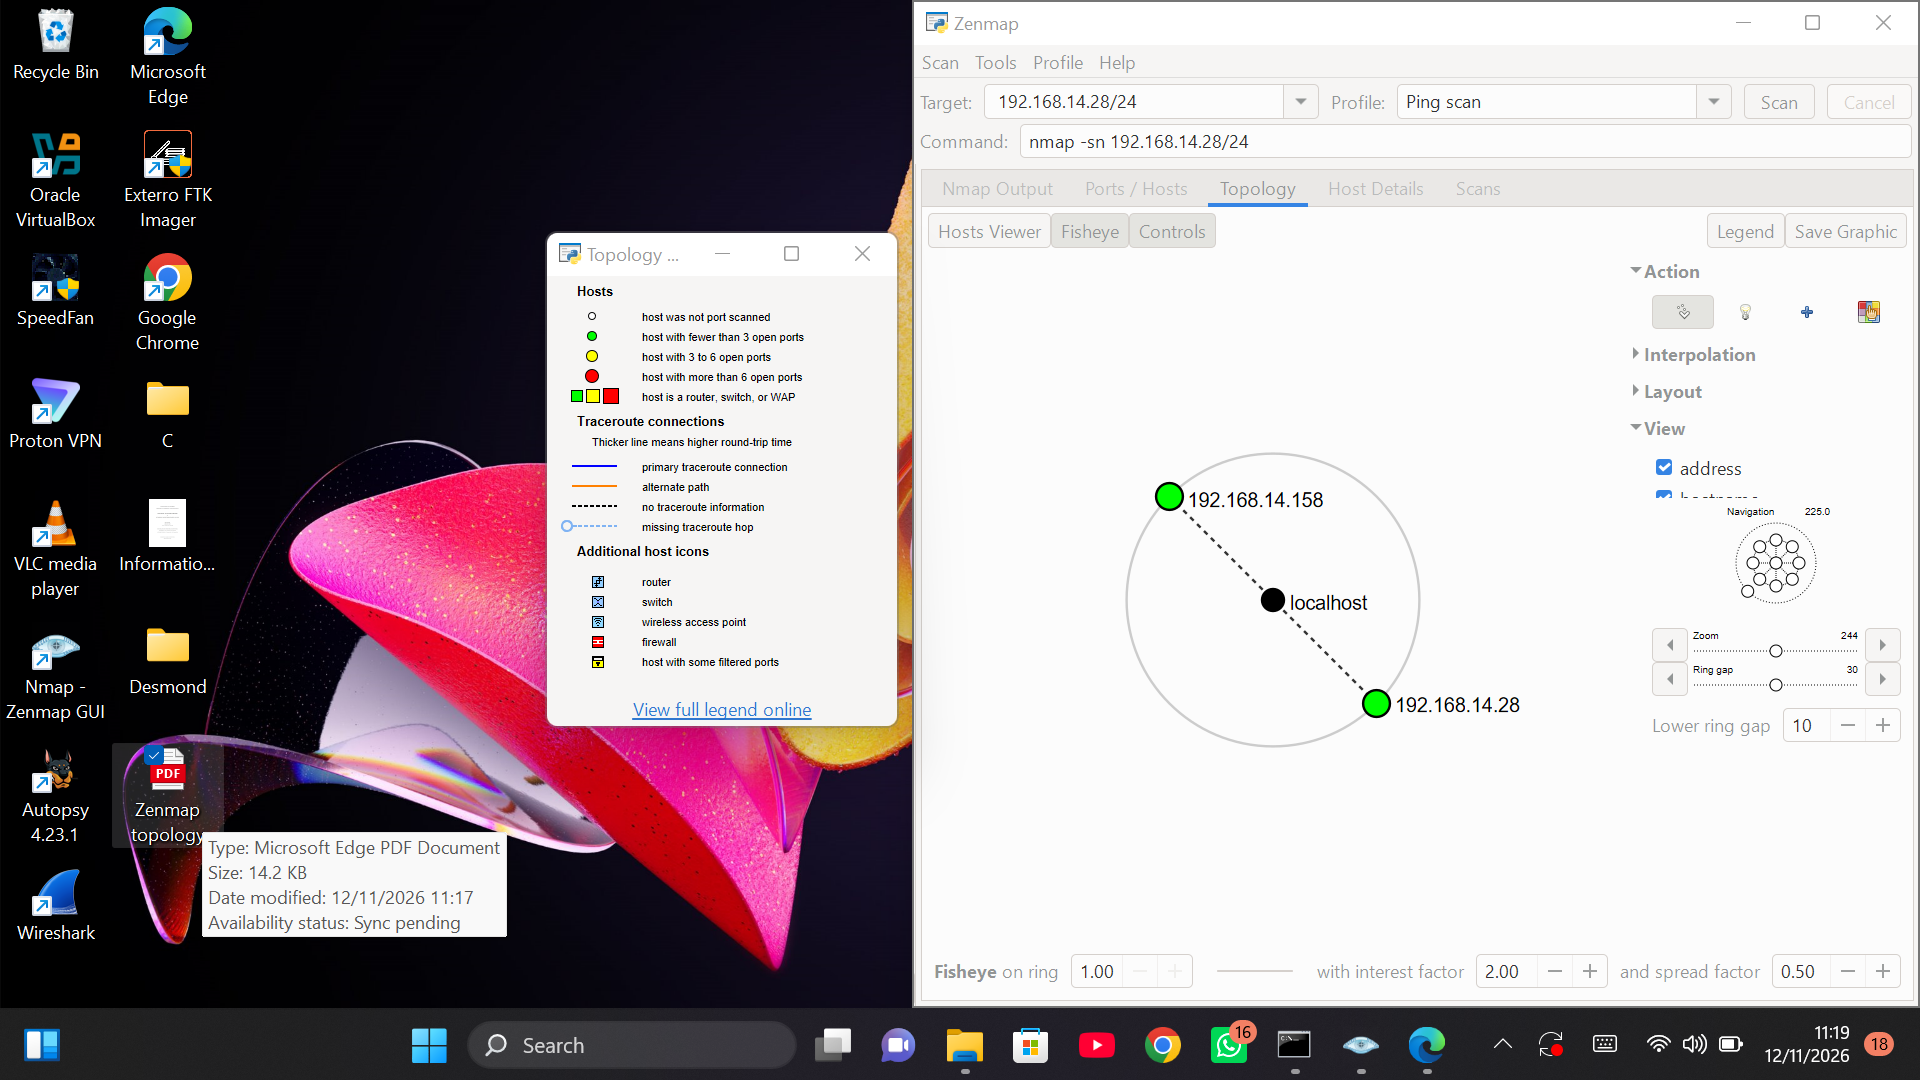 Recycle Bin
Microsoft
Edge
Oracle
VirtualBox
Exterro FTK
Imager
SpeedFan
Google
Chrome
Proton VPN
C
VLC media
player
Informatio...
Nmap -
Zenmap GUI
Desmond
Autopsy
4.23.1
PDF
Zenmap
topology
Wireshark
Type: Microsoft Edge PDF Document
Size: 14.2 KB
Date modified: 12/11/2026 11:17
Availability status: Sync pending
Topology ...
Hosts
host was not port scanned
host with fewer than 3 open ports
host with 3 to 6 open ports
host with more than 6 open ports
host is a router, switch, or WAP
Traceroute connections
Thicker line means higher round-trip time
primary traceroute connection
alternate path
no traceroute information
missing traceroute hop
Additional host icons
router
switch
wireless access point
firewall
host with some filtered ports
View full legend online
Zenmap
Scan Tools Profile Help
Target: 192.168.14.28/24 Profile: Ping scan Scan Cancel
Command: nmap -sn 192.168.14.28/24
Nmap Output Ports / Hosts Topology Host Details Scans
Hosts Viewer Fisheye Controls Legend Save Graphic
Action
Interpolation
Layout
View
address
hostname
Navigation 225.0
Zoom 244
Ring gap 30
Lower ring gap 10
192.168.14.158
localhost
192.168.14.28
Fisheye on ring 1.00 with interest factor 2.00 and spread factor 0.50
Search
16
11:19
12/11/2026
18